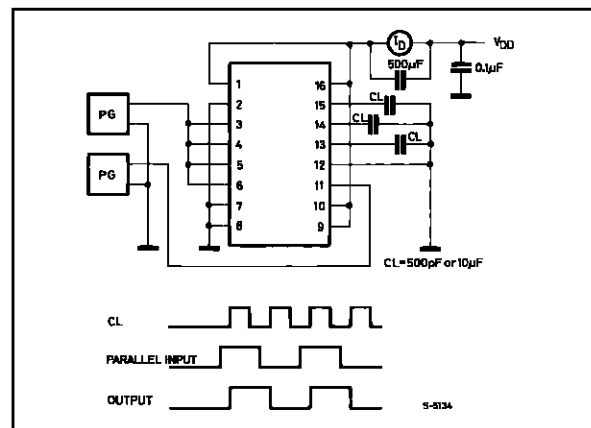 I_D
V_DD
500µF
0.1µF
1
2
3
4
5
6
7
8
16
15
14
13
12
11
10
9
CL
CL
CL
PG
PG
CL=500pF or 10µF
CL
PARALLEL INPUT
OUTPUT
S-5134